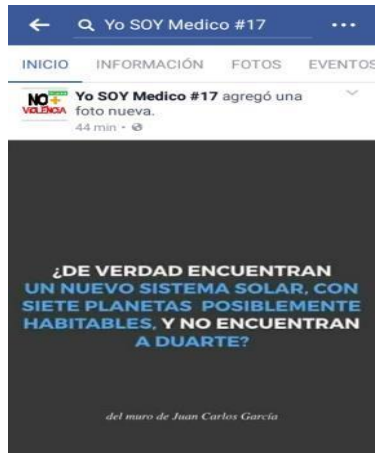 Yo SOY Medico #17
INICIO INFORMACIÓN FOTOS EVENTOS
NO+
VIOLENCIA
Yo SOY Medico #17 agregó una
foto nueva.
44 min
¿DE VERDAD ENCUENTRAN
UN NUEVO SISTEMA SOLAR, CON
SIETE PLANETAS POSIBLEMENTE
HABITABLES, Y NO ENCUENTRAN
A DUARTE?
del muro de Juan Carlos García